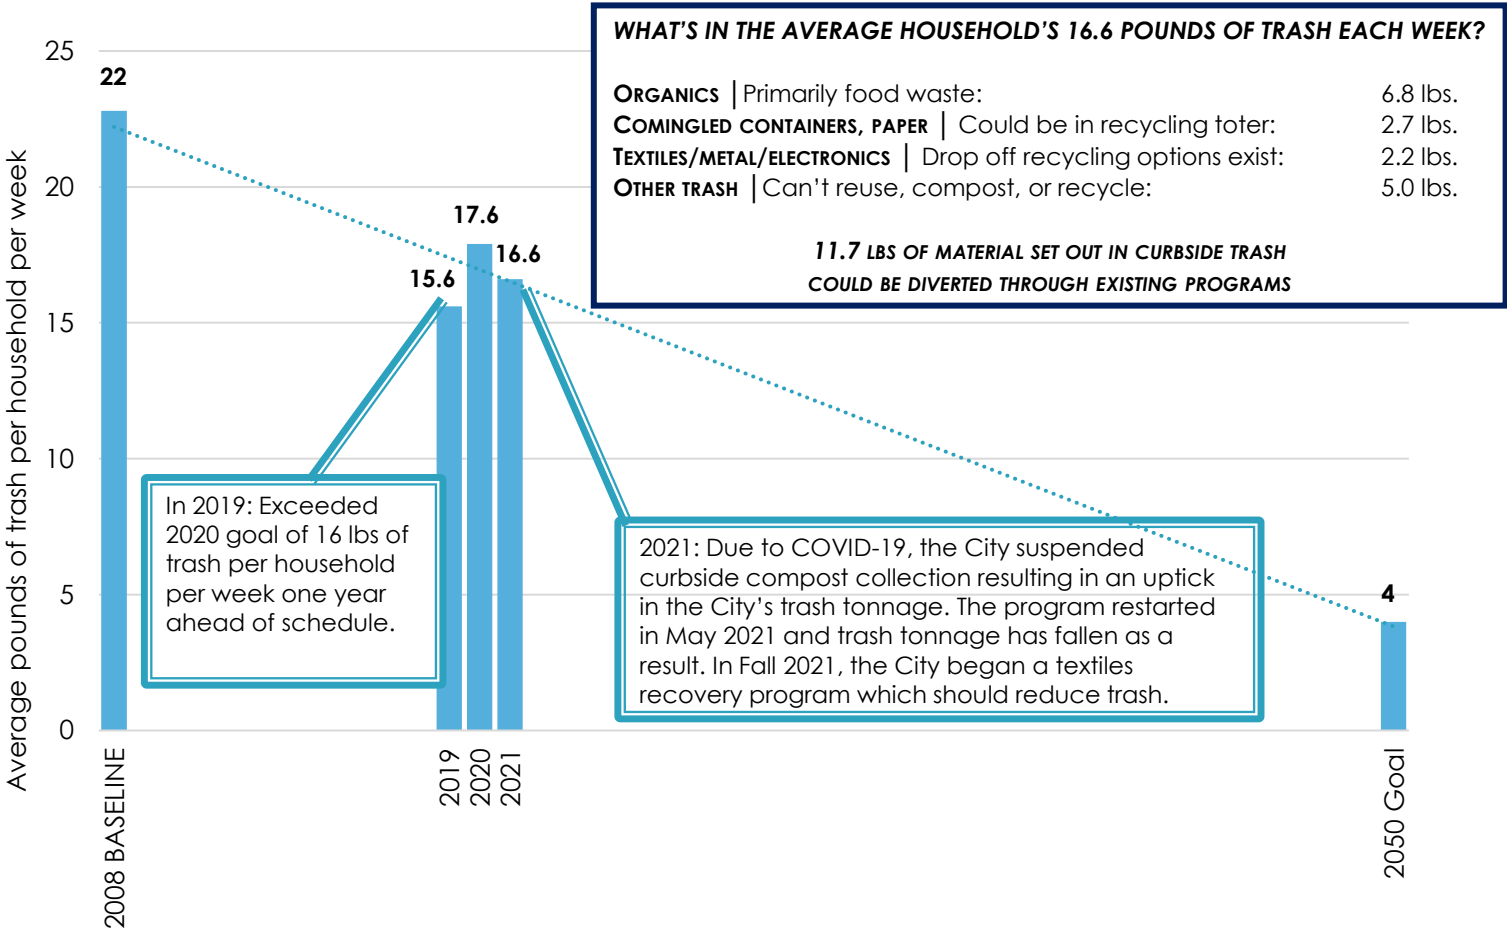 WHAT'S IN THE AVERAGE HOUSEHOLD'S 16.6 POUNDS OF TRASH EACH WEEK?
ORGANICS | Primarily food waste: 6.8 lbs.
COMINGLED CONTAINERS, PAPER | Could be in recycling toter: 2.7 lbs.
TEXTILES/METAL/ELECTRONICS | Drop off recycling options exist: 2.2 lbs.
OTHER TRASH | Can't reuse, compost, or recycle: 5.0 lbs.
11.7 LBS OF MATERIAL SET OUT IN CURBSIDE TRASH
COULD BE DIVERTED THROUGH EXISTING PROGRAMS
Average pounds of trash per household per week
25
20
15
10
5
0
22
15.6
17.6
16.6
4
In 2019: Exceeded
2020 goal of 16 lbs of
trash per household
per week one year
ahead of schedule.
2021: Due to COVID-19, the City suspended
curbside compost collection resulting in an uptick
in the City's trash tonnage. The program restarted
in May 2021 and trash tonnage has fallen as a
result. In Fall 2021, the City began a textiles
recovery program which should reduce trash.
2008 BASELINE
2019
2020
2021
2050 Goal